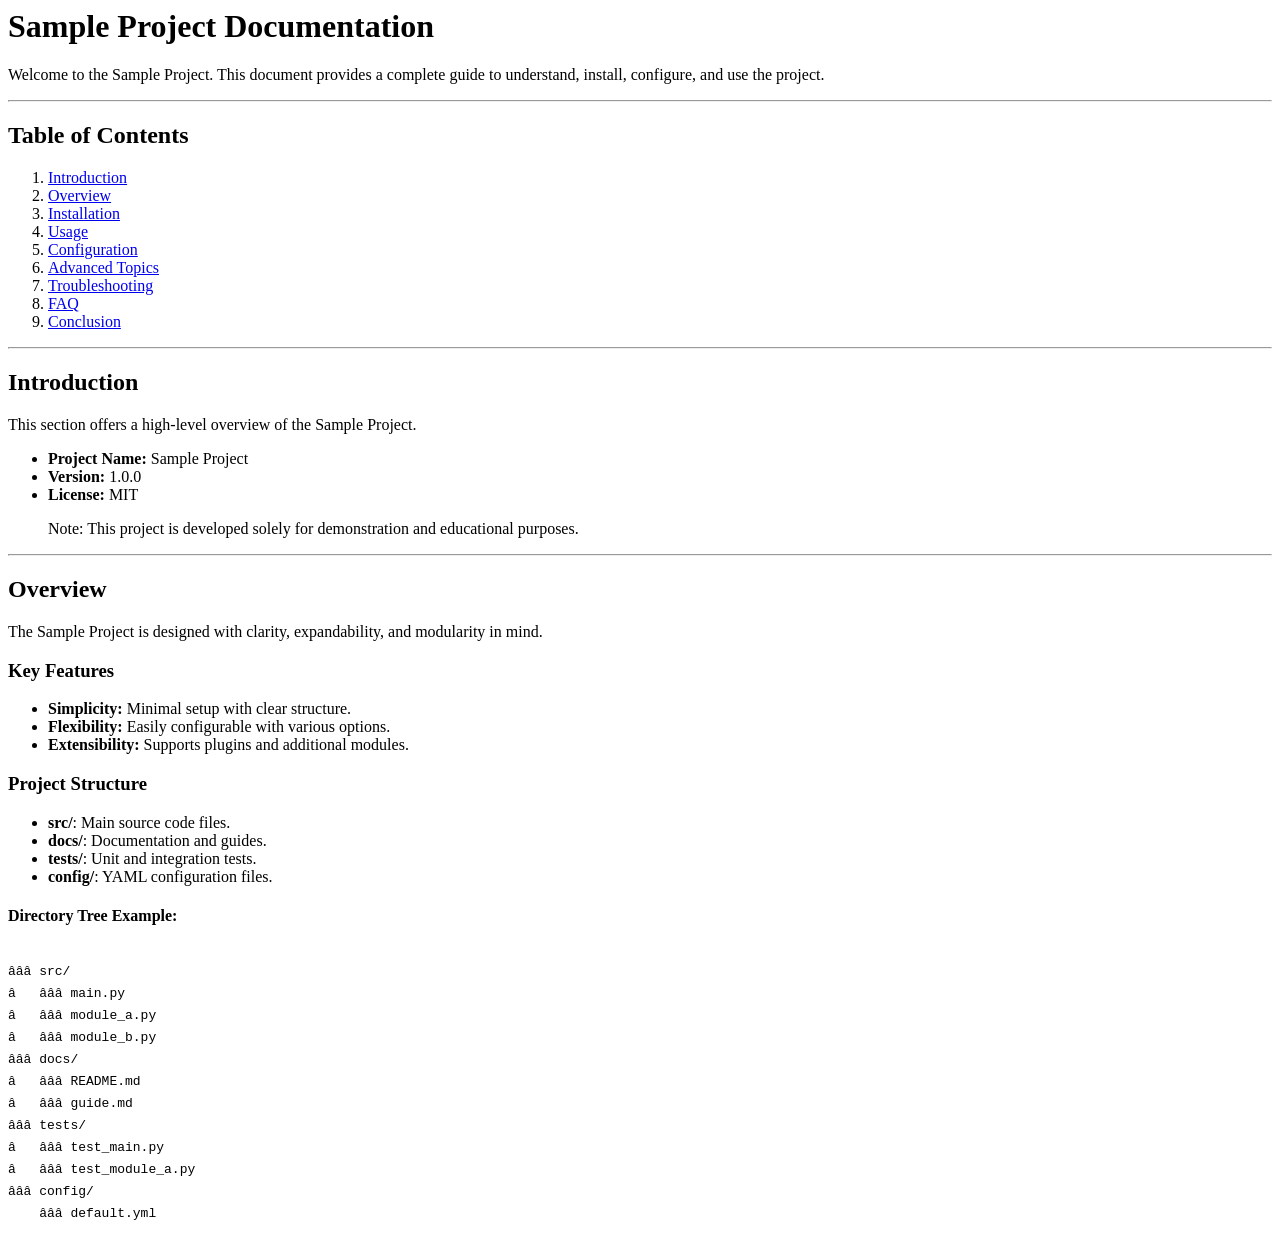 Sample Project Documentation
Welcome to the Sample Project. This document provides a complete guide to understand, install, configure, and use the project.
Table of Contents
1. Introduction
2. Overview
3. Installation
4. Usage
5. Configuration
6. Advanced Topics
7. Troubleshooting
8. FAQ
9. Conclusion
Introduction
This section offers a high-level overview of the Sample Project.
• Project Name: Sample Project
• Version: 1.0.0
• License: MIT
Note: This project is developed solely for demonstration and educational purposes.
Overview
The Sample Project is designed with clarity, expandability, and modularity in mind.
Key Features
• Simplicity: Minimal setup with clear structure.
• Flexibility: Easily configurable with various options.
• Extensibility: Supports plugins and additional modules.
Project Structure
• src/: Main source code files.
• docs/: Documentation and guides.
• tests/: Unit and integration tests.
• config/: YAML configuration files.
Directory Tree Example:
âââ src/
â   âââ main.py
â   âââ module_a.py
â   âââ module_b.py
âââ docs/
â   âââ README.md
â   âââ guide.md
âââ tests/
â   âââ test_main.py
â   âââ test_module_a.py
âââ config/
    âââ default.yml